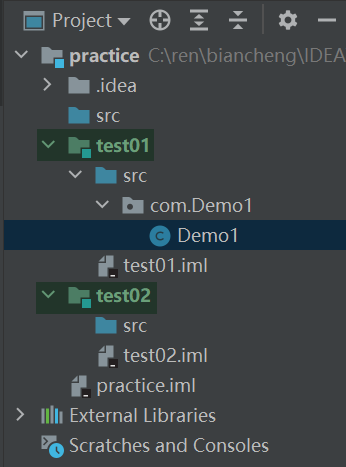 Project
practice C:\ren\biancheng\IDEA
.idea
src
test01
src
com.Demo1
C Demo1
test01.iml
test02
src
test02.iml
practice.iml
External Libraries
Scratches and Consoles